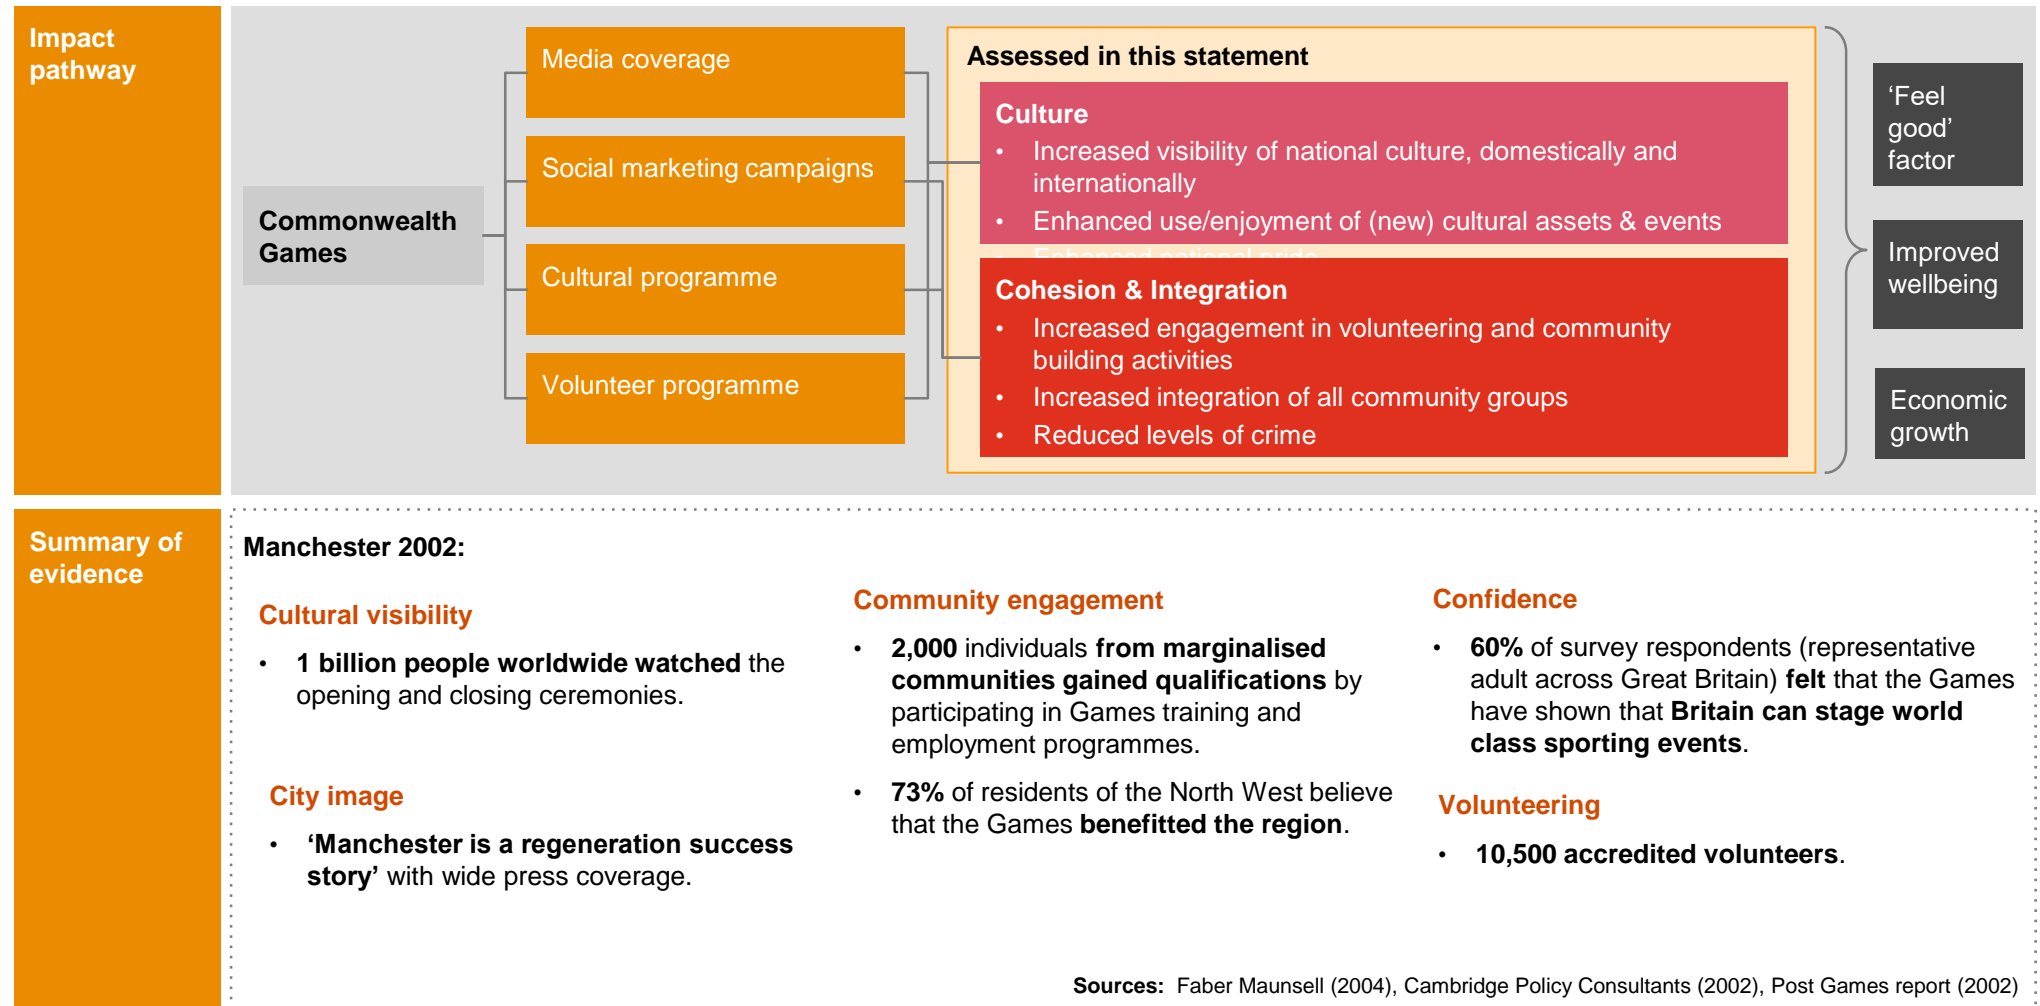 Impact
pathway
Commonwealth
Games
Media coverage
Social marketing campaigns
Cultural programme
Volunteer programme
Assessed in this statement
Culture
• Increased visibility of national culture, domestically and
internationally
• Enhanced use/enjoyment of (new) cultural assets & events
• Enhanced national pride
Cohesion & Integration
• Increased engagement in volunteering and community
building activities
• Increased integration of all community groups
• Reduced levels of crime
‘Feel
good’
factor
Improved
wellbeing
Economic
growth
Summary of
evidence
Manchester 2002:
Cultural visibility
• 1 billion people worldwide watched the
opening and closing ceremonies.
City image
• ‘Manchester is a regeneration success
story’ with wide press coverage.
Community engagement
• 2,000 individuals from marginalised
communities gained qualifications by
participating in Games training and
employment programmes.
• 73% of residents of the North West believe
that the Games benefitted the region.
Confidence
• 60% of survey respondents (representative
adult across Great Britain) felt that the Games
have shown that Britain can stage world
class sporting events.
Volunteering
• 10,500 accredited volunteers.
Sources: Faber Maunsell (2004), Cambridge Policy Consultants (2002), Post Games report (2002)